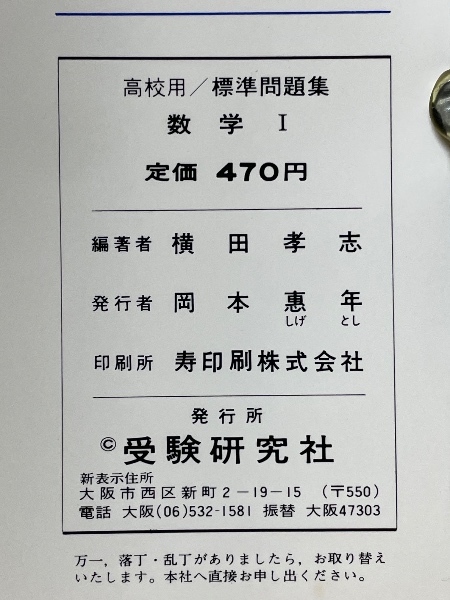 高校用/標準問題集
数学 I
定価 470円
編著者 横田孝志
発行者 岡本惠年
しげ とし
印刷所 寿印刷株式会社
発行所
© 受験研究社
新表示住所
大阪市西区新町2-19-15 (〒550)
電話 大阪(06)532-1581 振替 大阪47303
万一,落丁・乱丁がありましたら,お取り替え
いたします。本社へ直接お申し出ください。